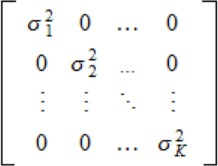 σ₁² 0 … 0
0 σ₂² … 0
⋮ ⋮ ⋱ ⋮
0 0 … σ_K²